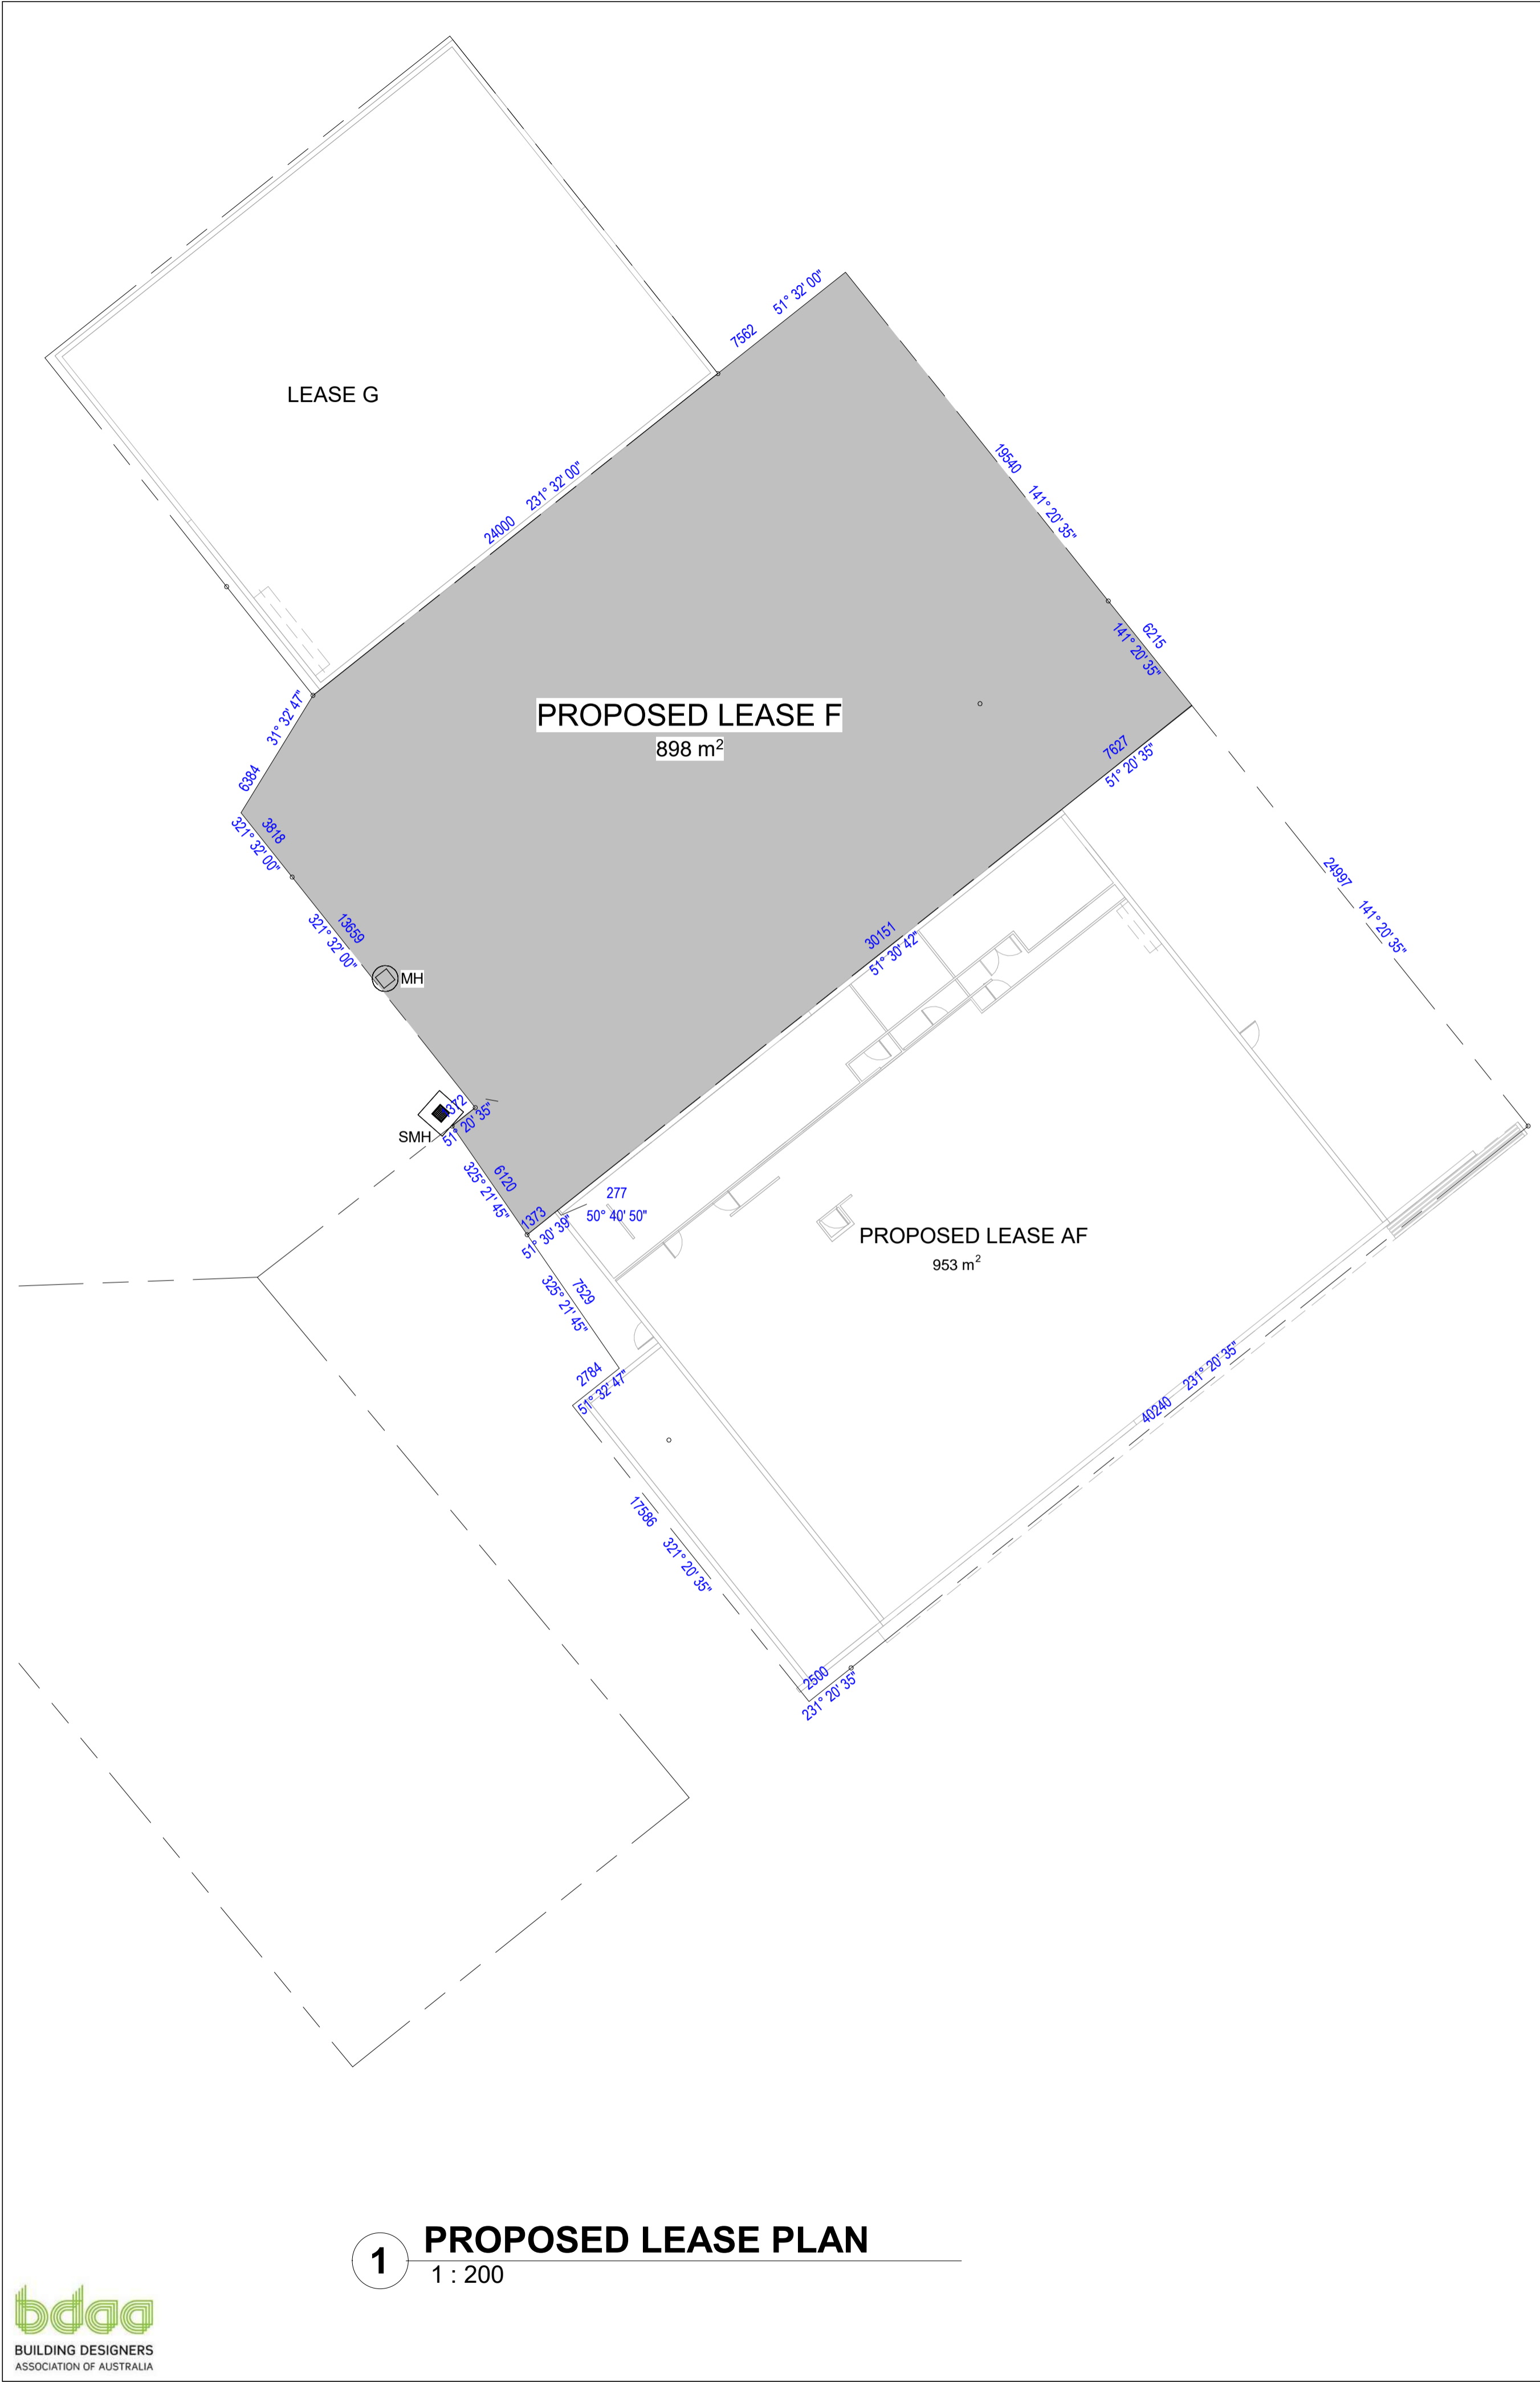 51° 32' 00"
7562
LEASE G
231° 32' 00"
24000
19540
141° 20' 35"
6215
141° 20' 35"
31° 32' 47"
6384
PROPOSED LEASE F
898 m²
7627
51° 20' 35"
3818
321° 32' 00"
24997
141° 20' 35"
13659
321° 32' 00"
30151
51° 30' 42"
MH
1372
51° 20' 35"
SMH
6120
325° 21' 45"
277
50° 40' 50"
1373
51° 30' 39"
PROPOSED LEASE AF
953 m²
7529
325° 21' 45"
2784
51° 32' 47"
231° 20' 35"
40240
17586
321° 20' 35"
2500
231° 20' 35"
1
PROPOSED LEASE PLAN
1 : 200
bdaa
BUILDING DESIGNERS
ASSOCIATION OF AUSTRALIA